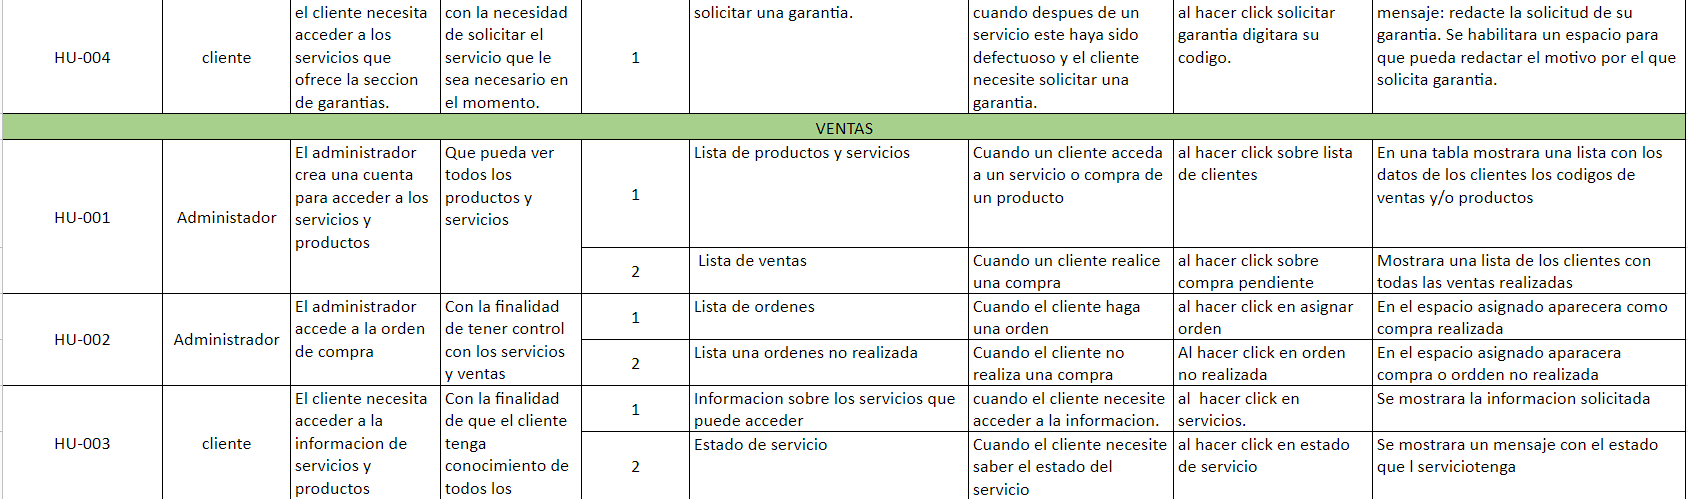 HU-004
cliente
el cliente necesita
acceder a los
servicios que
ofrece la seccion
de garantias.
con la necesidad
de solicitar el
servicio que le
sea necesario en
el momento.
1
solicitar una garantia.
cuando despues de un
servicio este haya sido
defectuoso y el cliente
necesite solicitar una
garantia.
al hacer click solicitar
garantia digitara su
codigo.
mensaje: redacte la solicitud de su
garantia. Se habilitara un espacio para
que pueda redactar el motivo por el que
solicita garantia.
VENTAS
HU-001
Administador
El administrador
crea una cuenta
para acceder a los
servicios y
productos
Que pueda ver
todos los
productos y
servicios
1
Lista de productos y servicios
Cuando un cliente acceda
a un servicio o compra de
un producto
al hacer click sobre lista
de clientes
En una tabla mostrara una lista con los
datos de los clientes los codigos de
ventas y/o productos
2
Lista de ventas
Cuando un cliente realice
una compra
al hacer click sobre
compra pendiente
Mostrara una lista de los clientes con
todas las ventas realizadas
HU-002
Administrador
El administrador
accede a la orden
de compra
Con la finalidad
de tener control
con los servicios
y ventas
1
Lista de ordenes
Cuando el cliente haga
una orden
al hacer click en asignar
orden
En el espacio asignado aparecera como
compra realizada
2
Lista una ordenes no realizada
Cuando el cliente no
realiza una compra
Al hacer click en orden
no realizada
En el espacio asignado aparacera
compra o ordden no realizada
HU-003
cliente
El cliente necesita
acceder a la
informacion de
servicios y
productos
Con la finalidad
de que el cliente
tenga
conocimiento de
todos los
1
Informacion sobre los servicios que
puede acceder
cuando el cliente necesite
acceder a la informacion.
al  hacer click en
servicios.
Se mostrara la informacion solicitada
2
Estado de servicio
Cuando el cliente necesite
saber el estado del
servicio
al hacer click en estado
de servicio
Se mostrara un mensaje con el estado
que l serviciotenga